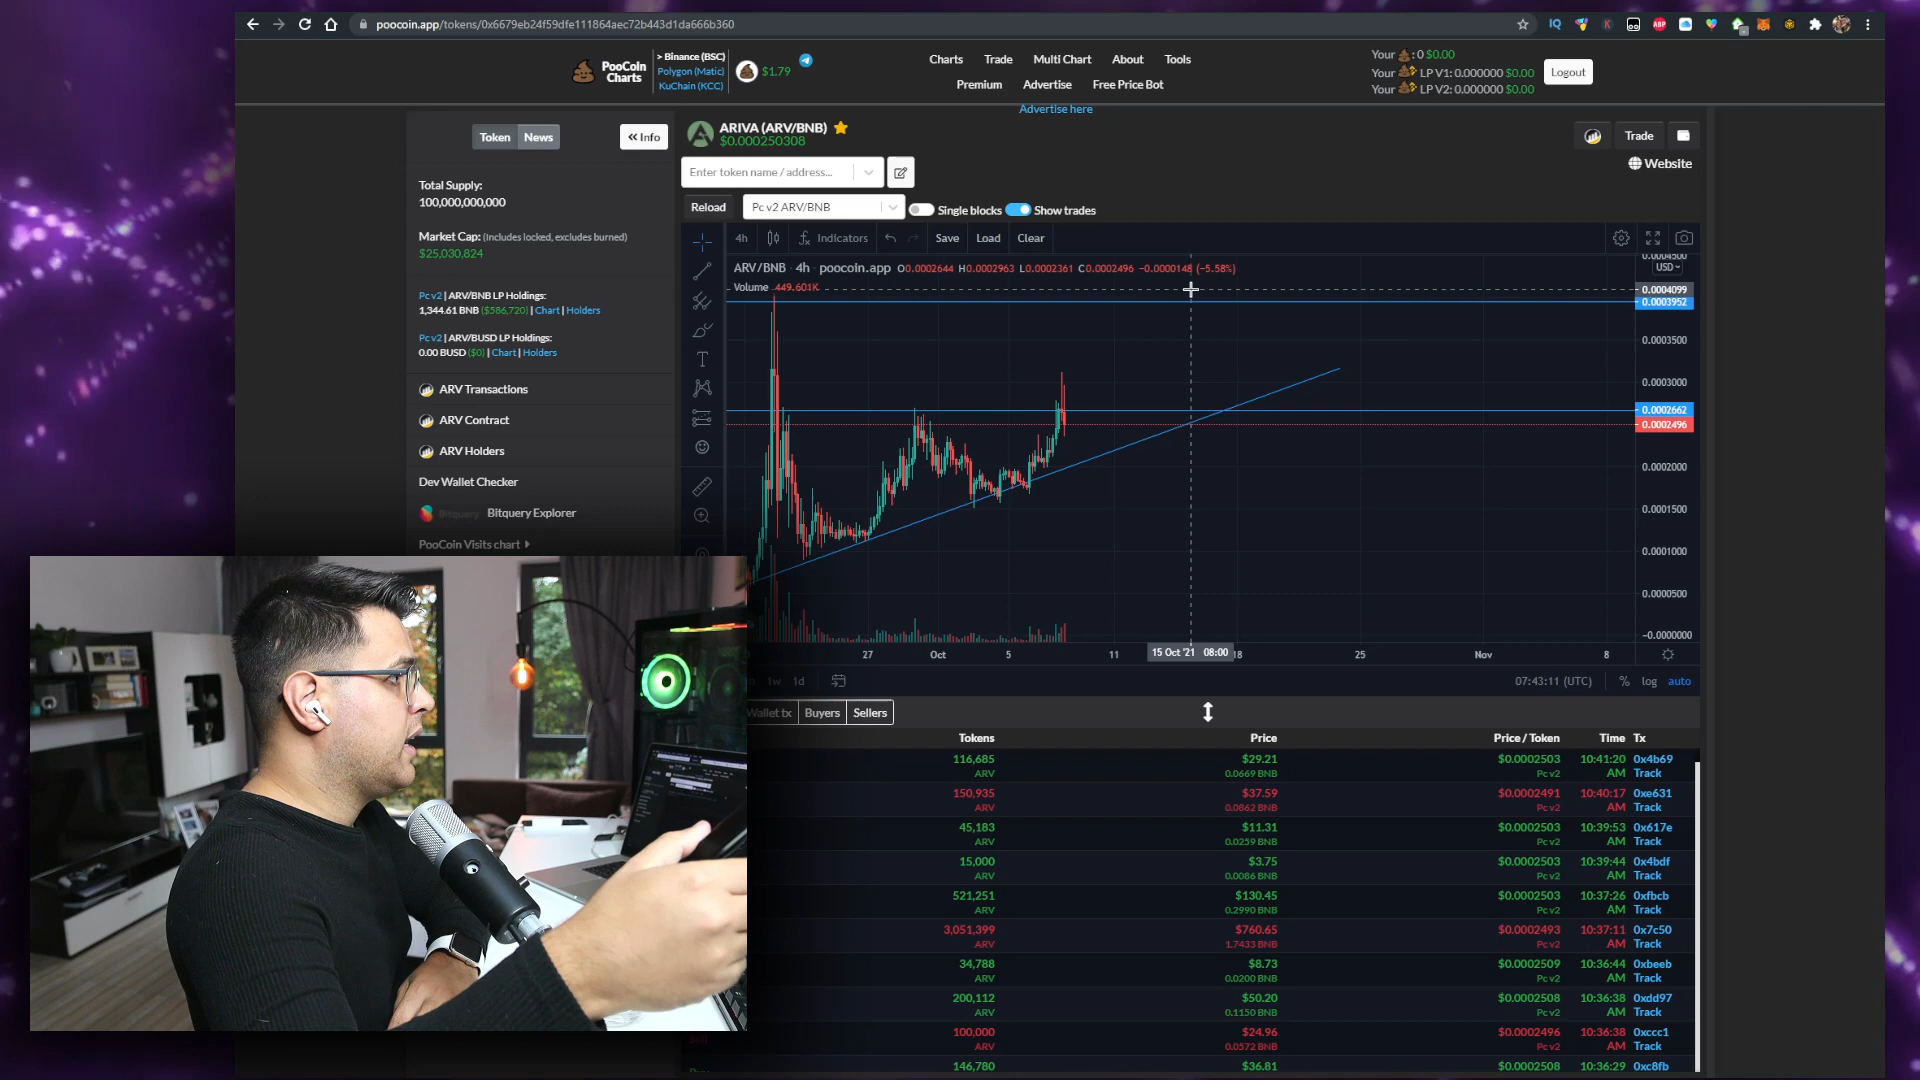 poocoin.app/tokens/0x6679eb24f59dfe111864aec72b443d1da666b360
PooCoin Charts
> Binance (BSC)
Polygon (Matic)
KuChain (KCC)
$1.79
Charts Trade Multi Chart About Tools
Premium Advertise Free Price Bot
Your : 0 $0.00
Your LP V1: 0.000000 $0.00
Your LP V2: 0.000000 $0.00
Logout
Advertise here
Token News
« Info
ARIVA (ARV/BNB)
$0.000250308
Trade
Website
Enter token name / address...
Reload
Pc v2 ARV/BNB
Single blocks
Show trades
Total Supply:
100,000,000,000
Market Cap: (Includes locked, excludes burned)
$25,030,824
Pc v2 | ARV/BNB LP Holdings:
1,344.61 BNB ($586,720) | Chart | Holders
Pc v2 | ARV/BUSD LP Holdings:
0.00 BUSD ($0) | Chart | Holders
ARV Transactions
ARV Contract
ARV Holders
Dev Wallet Checker
Bitquery Bitquery Explorer
PooCoin Visits chart
4h Indicators Save Load Clear
ARV/BNB · 4h · poocoin.app O0.0002644 H0.0002963 L0.0002361 C0.0002496 −0.0000148 (−5.58%)
Volume 449.601K
0.0004500
USD
0.0004099
0.0003952
0.0003500
0.0003000
0.0002662
0.0002496
0.0002000
0.0001500
0.0001000
0.0000500
−0.0000000
27 Oct 5 11 15 Oct '21 08:00 18 25 Nov 8
1w 1d
07:43:11 (UTC) % log auto
Wallet tx Buyers Sellers
Tokens Price Price / Token Time Tx
116,685 $29.21 $0.0002503 10:41:20 0x4b69
ARV 0.0669 BNB Pc v2 AM Track
150,935 $37.59 $0.0002491 10:40:17 0xe631
ARV 0.0862 BNB Pc v2 AM Track
45,183 $11.31 $0.0002503 10:39:53 0x617e
ARV 0.0259 BNB Pc v2 AM Track
15,000 $3.75 $0.0002503 10:39:44 0x4bdf
ARV 0.0086 BNB Pc v2 AM Track
521,251 $130.45 $0.0002503 10:37:26 0xfbcb
ARV 0.2990 BNB Pc v2 AM Track
3,051,399 $760.65 $0.0002493 10:37:11 0x7c50
ARV 1.7433 BNB Pc v2 AM Track
34,788 $8.73 $0.0002509 10:36:44 0xbeeb
ARV 0.0200 BNB Pc v2 AM Track
200,112 $50.20 $0.0002508 10:36:38 0xdd97
ARV 0.1150 BNB Pc v2 AM Track
100,000 $24.96 $0.0002496 10:36:38 0xccc1
ARV 0.0572 BNB Pc v2 AM Track
146,780 $36.81 $0.0002508 10:36:29 0xc8fb